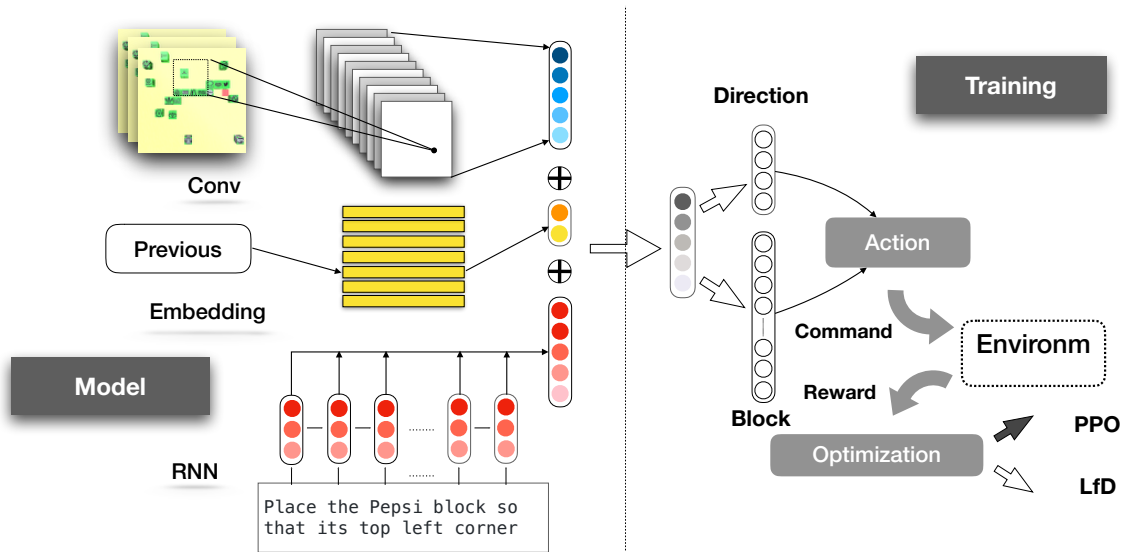 Conv
Previous
Embedding
Model
RNN
Place the Pepsi block so
that its top left corner
Training
Direction
Action
Command
Environm
Reward
Block
Optimization
PPO
LfD